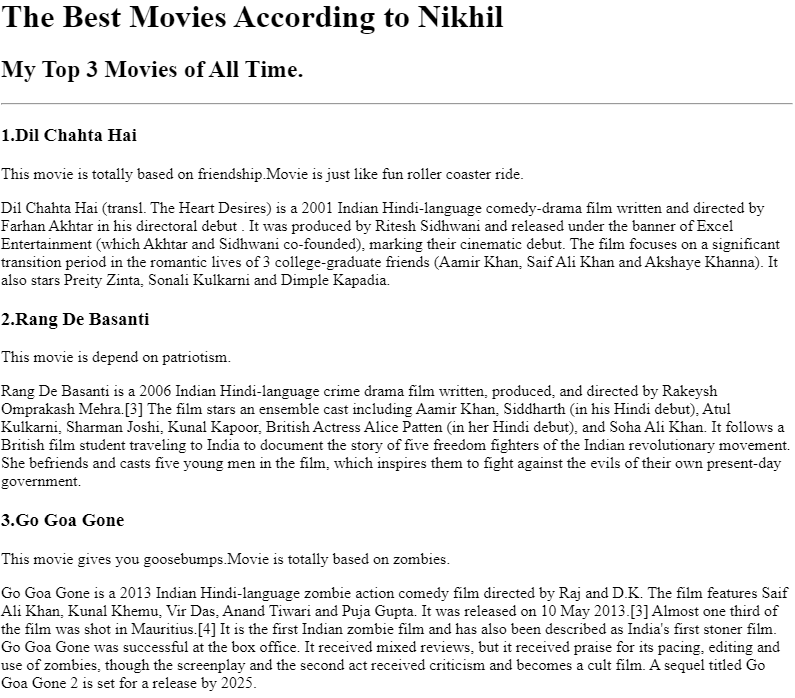 The Best Movies According to Nikhil
My Top 3 Movies of All Time.
1.Dil Chahta Hai
This movie is totally based on friendship.Movie is just like fun roller coaster ride.
Dil Chahta Hai (transl. The Heart Desires) is a 2001 Indian Hindi-language comedy-drama film written and directed by
Farhan Akhtar in his directoral debut . It was produced by Ritesh Sidhwani and released under the banner of Excel
Entertainment (which Akhtar and Sidhwani co-founded), marking their cinematic debut. The film focuses on a significant
transition period in the romantic lives of 3 college-graduate friends (Aamir Khan, Saif Ali Khan and Akshaye Khanna). It
also stars Preity Zinta, Sonali Kulkarni and Dimple Kapadia.
2.Rang De Basanti
This movie is depend on patriotism.
Rang De Basanti is a 2006 Indian Hindi-language crime drama film written, produced, and directed by Rakeysh
Omprakash Mehra.[3] The film stars an ensemble cast including Aamir Khan, Siddharth (in his Hindi debut), Atul
Kulkarni, Sharman Joshi, Kunal Kapoor, British Actress Alice Patten (in her Hindi debut), and Soha Ali Khan. It follows a
British film student traveling to India to document the story of five freedom fighters of the Indian revolutionary movement.
She befriends and casts five young men in the film, which inspires them to fight against the evils of their own present-day
government.
3.Go Goa Gone
This movie gives you goosebumps.Movie is totally based on zombies.
Go Goa Gone is a 2013 Indian Hindi-language zombie action comedy film directed by Raj and D.K. The film features Saif
Ali Khan, Kunal Khemu, Vir Das, Anand Tiwari and Puja Gupta. It was released on 10 May 2013.[3] Almost one third of
the film was shot in Mauritius.[4] It is the first Indian zombie film and has also been described as India's first stoner film.
Go Goa Gone was successful at the box office. It received mixed reviews, but it received praise for its pacing, editing and
use of zombies, though the screenplay and the second act received criticism and becomes a cult film. A sequel titled Go
Goa Gone 2 is set for a release by 2025.